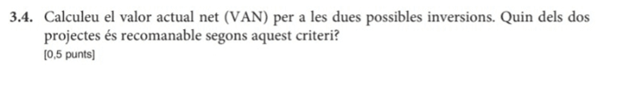 3.4. Calculeu el valor actual net (VAN) per a les dues possibles inversions. Quin dels dos
projectes és recomanable segons aquest criteri?
[0,5 punts]